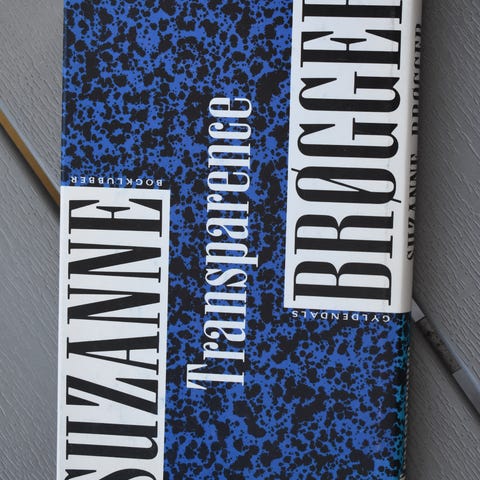 SUZANNE
BRØGGER
Transparence
GYLDENDALS
BOGKLUBBER
SUZANNE BRØGGER